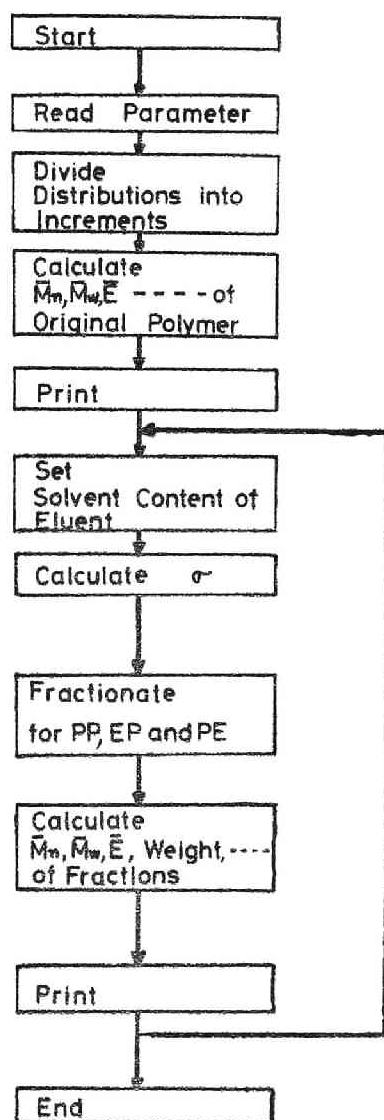 Start
Read Parameter
Divide
Distributions into
Increments
Calculate
M̄n, M̄w, Ē ---- of
Original Polymer
Print
Set
Solvent Content of
Eluent
Calculate σ
Fractionate
for PP, EP and PE
Calculate
M̄n, M̄w, Ē, Weight, ----
of Fractions
Print
End